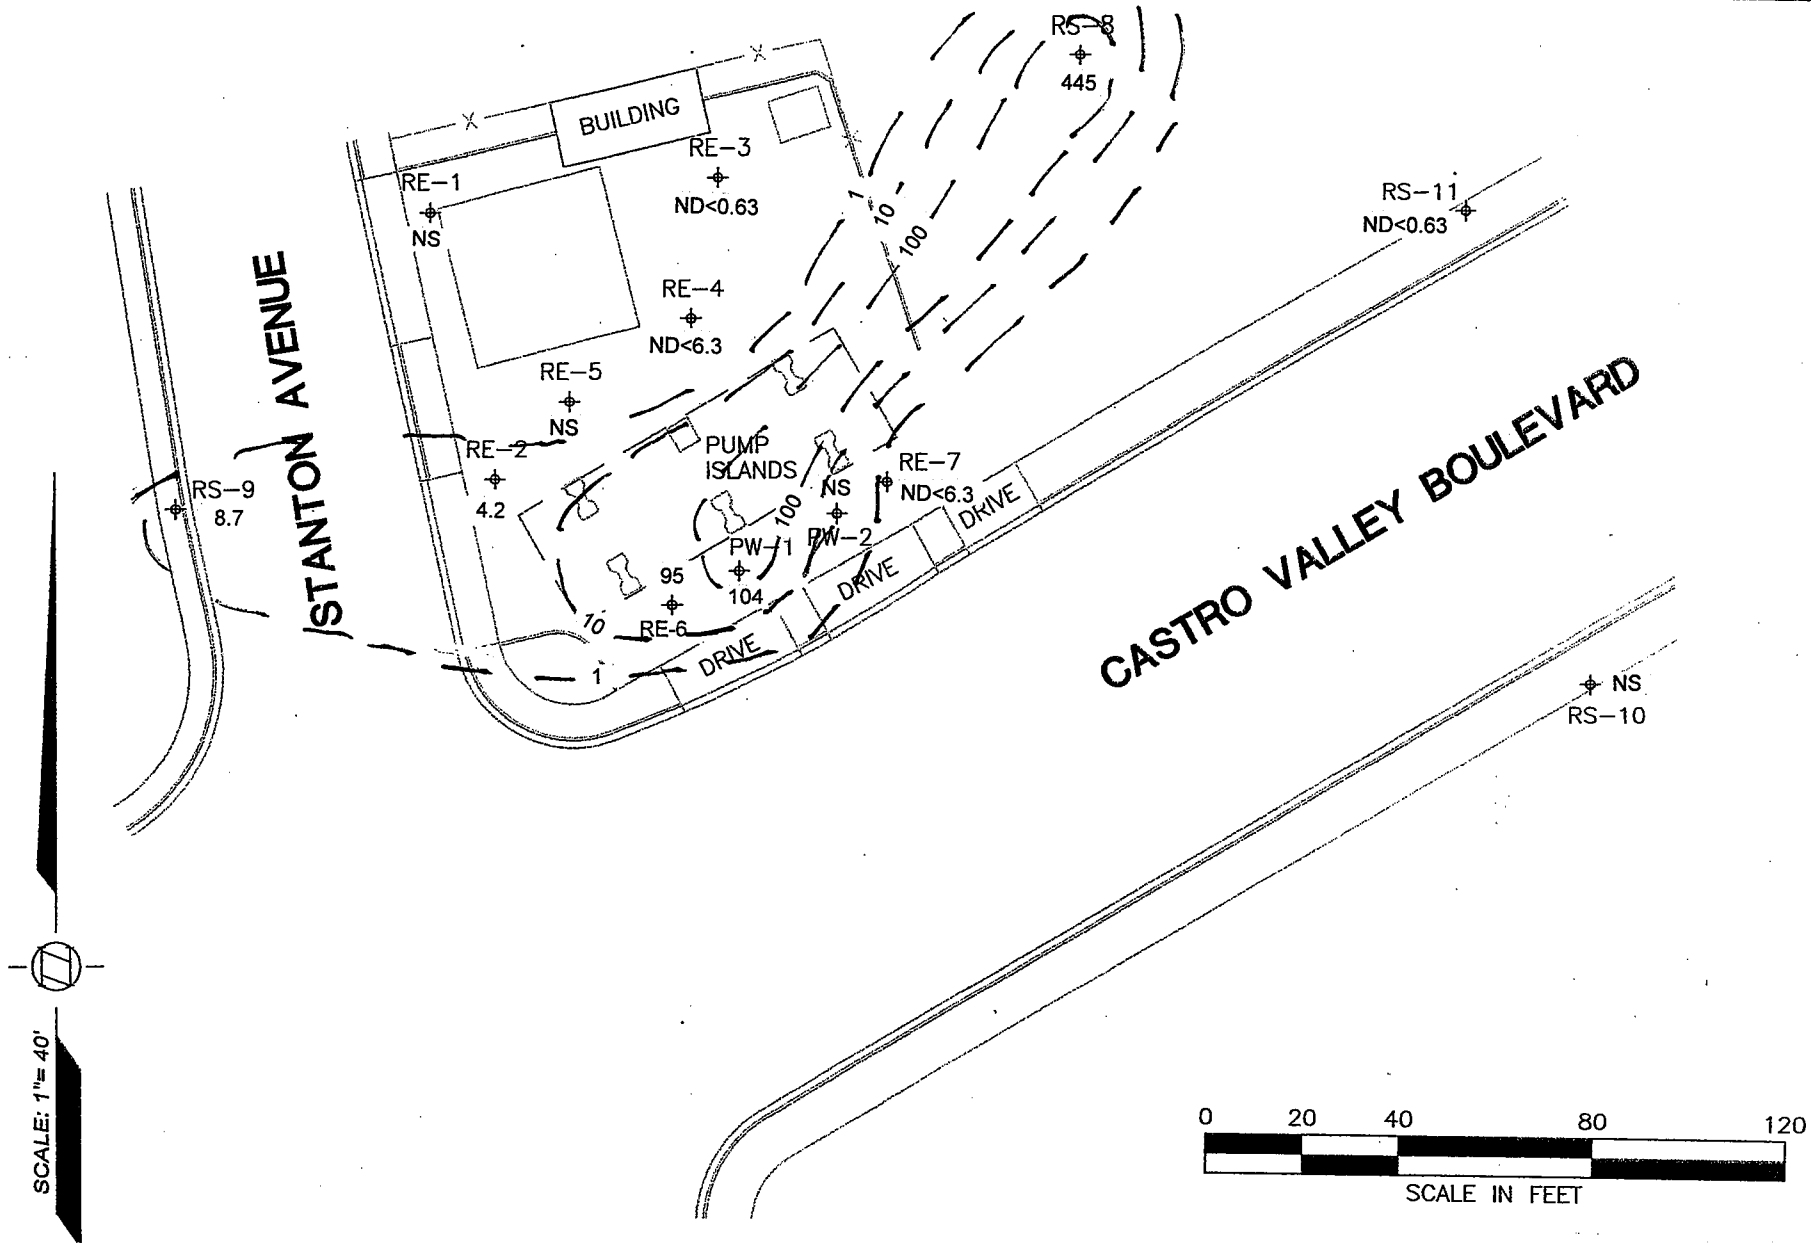 RS-8
445
BUILDING
RE-3
ND<0.63
RE-1
NS
RS-11
ND<0.63
1
10
100
RE-4
ND<6.3
RE-5
NS
STANTON AVENUE
RE-2
4.2
RS-9
8.7
PUMP
ISLANDS
100
NS
PW-2
RE-7
ND<6.3
DRIVE
PW-1
104
95
RE-6
DRIVE
10
DRIVE
1
CASTRO VALLEY BOULEVARD
NS
RS-10
SCALE: 1"= 40'
0 20 40 80 120
SCALE IN FEET